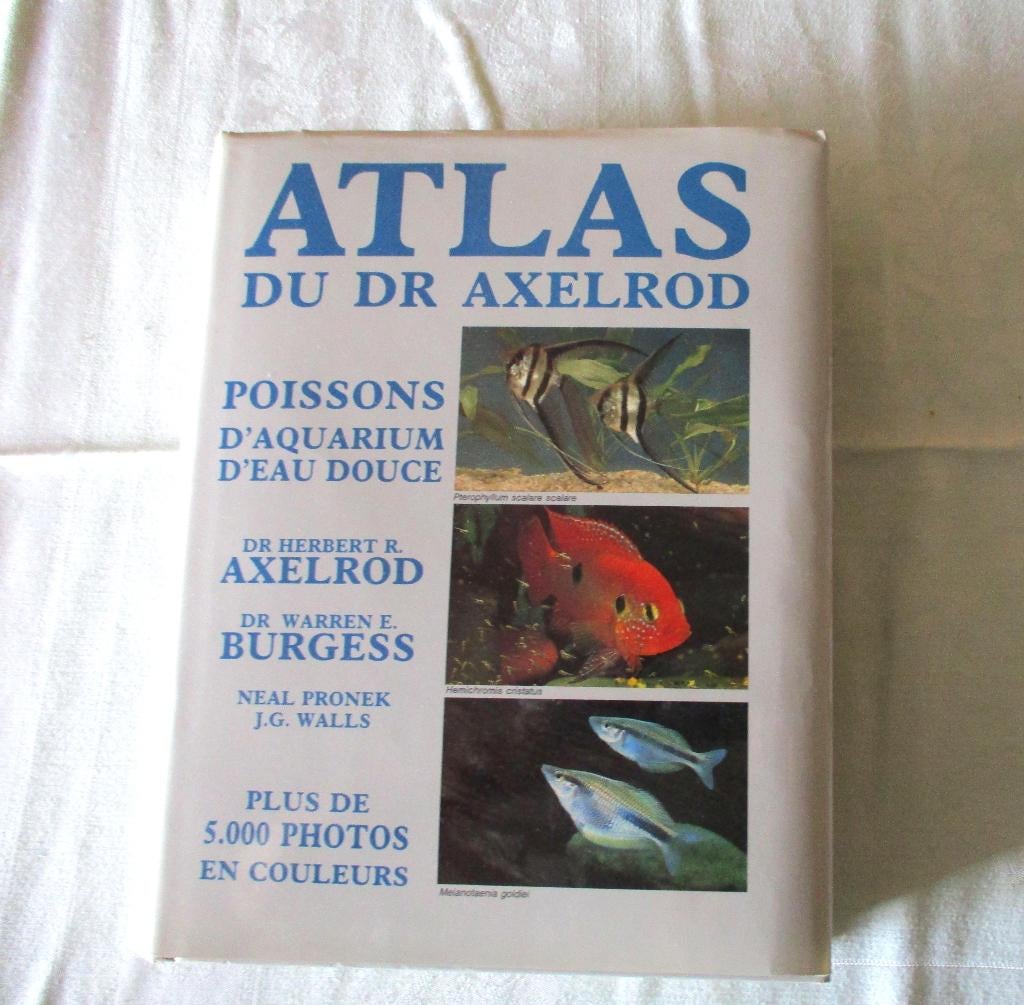 ATLAS
DU DR AXELROD
POISSONS
D'AQUARIUM
D'EAU DOUCE
DR HERBERT R.
AXELROD
DR WARREN E.
BURGESS
NEAL PRONEK
J.G. WALLS
PLUS DE
5.000 PHOTOS
EN COULEURS
Pterophyllum scalare scalare
Hemichromis cristatus
Melanotaenia goldiei